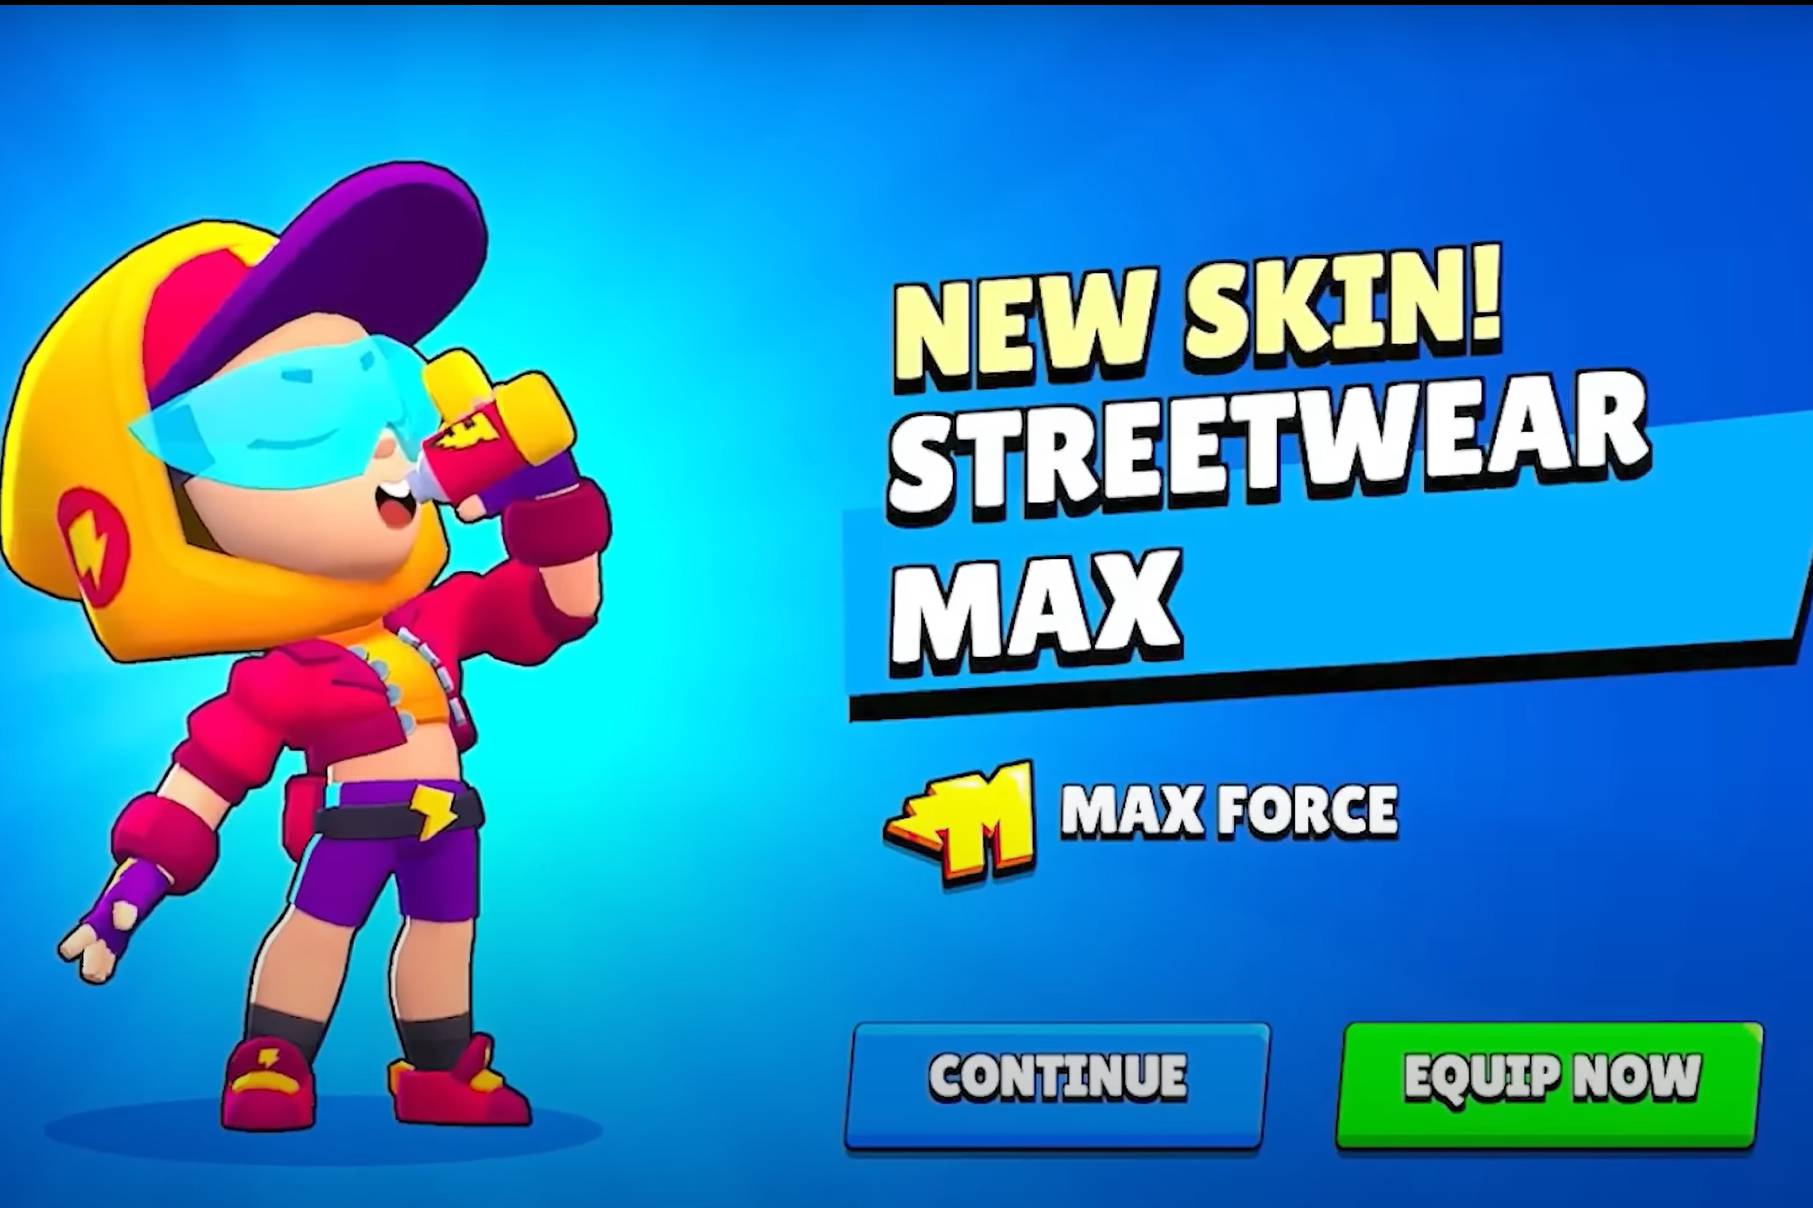 NEW SKIN!
STREETWEAR
MAX
M
MAX FORCE
CONTINUE
EQUIP NOW